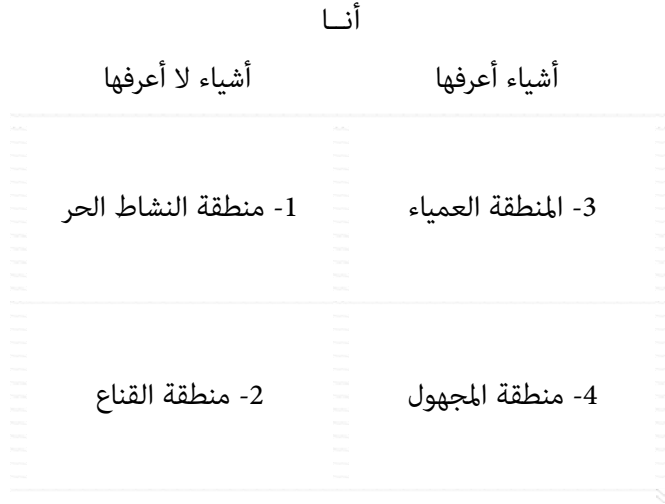 أنــا
أشياء أعرفها
أشياء لا أعرفها
3- المنطقة العمياء
1- منطقة النشاط الحر
4- منطقة المجهول
2- منطقة القناع